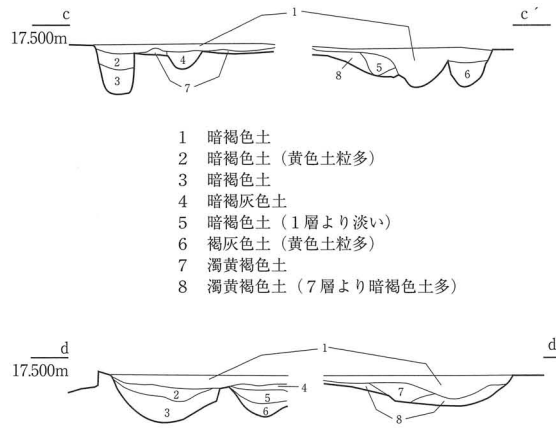 c 1 c´
17.500m
2 4
3 8 5 6
7
1 暗褐色土
2 暗褐色土（黄色土粒多）
3 暗褐色土
4 暗褐灰色土
5 暗褐色土（１層より淡い）
6 褐灰色土（黄色土粒多）
7 濁黄褐色土
8 濁黄褐色土（７層より暗褐色土多）
d 1 d
17.500m
2 4 7
3 5
6 8